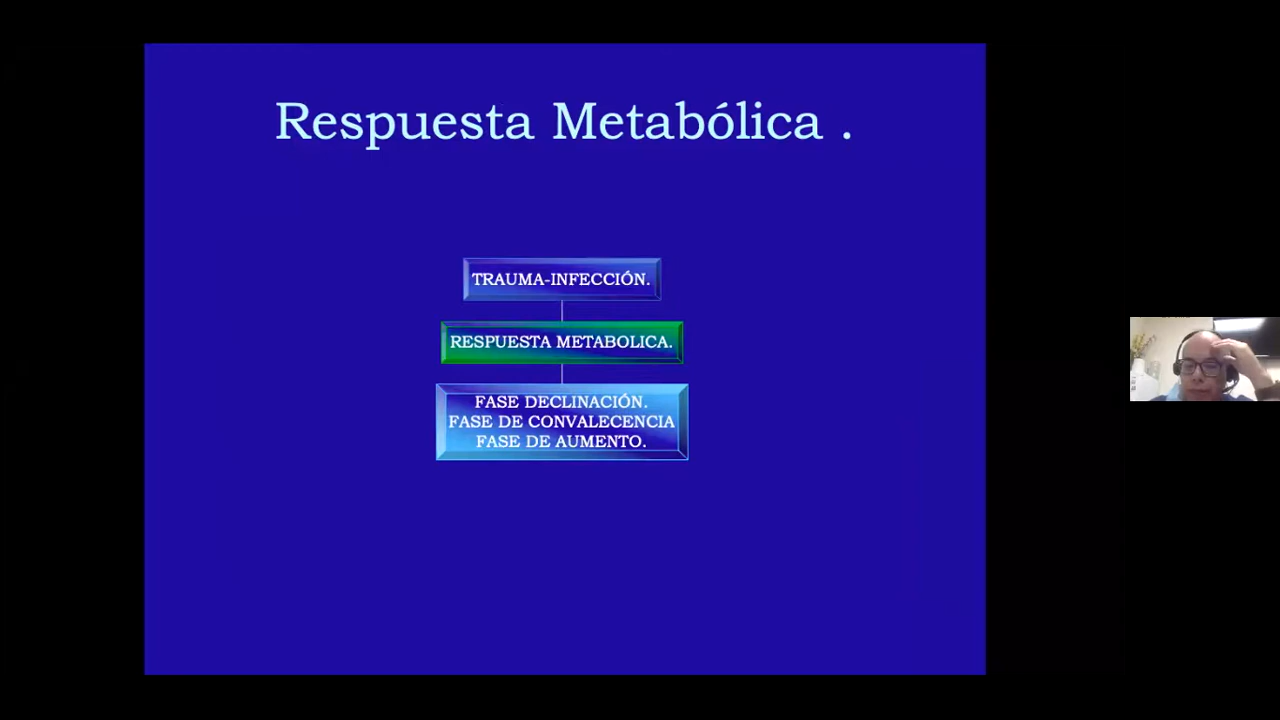 Respuesta Metabólica .
TRAUMA-INFECCIÓN.
RESPUESTA METABOLICA.
FASE DECLINACIÓN.
FASE DE CONVALECENCIA
FASE DE AUMENTO.